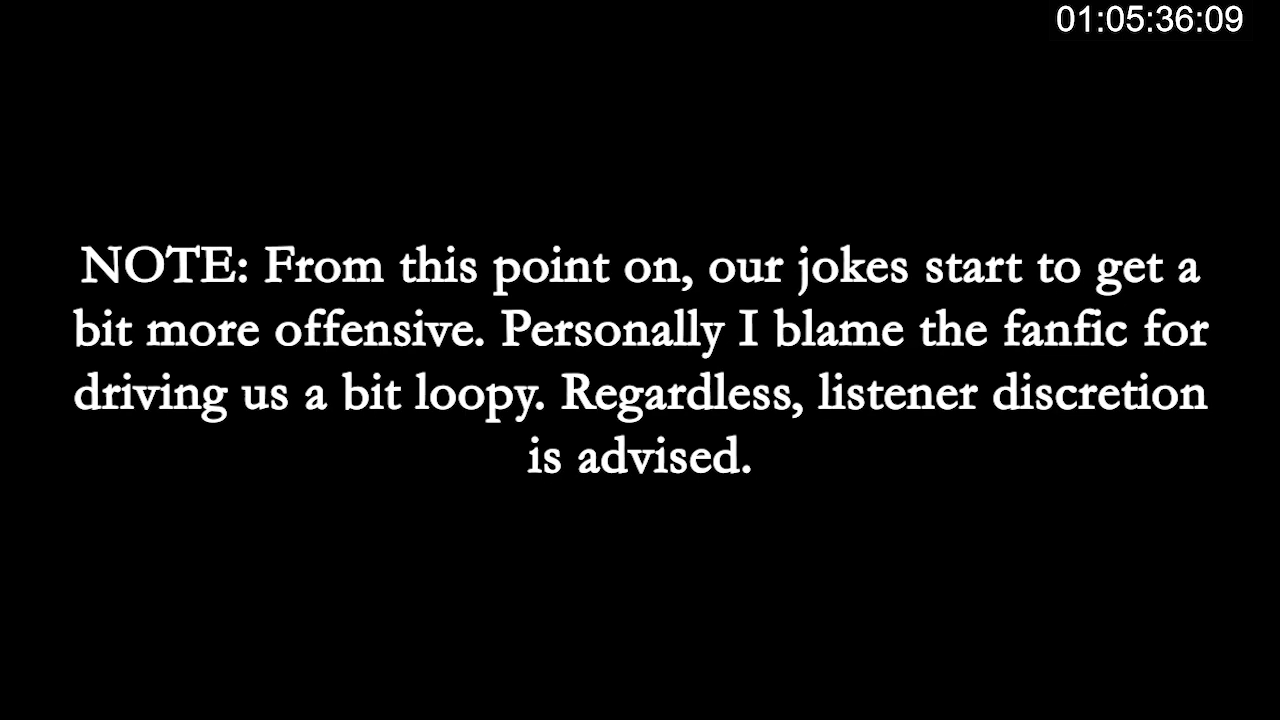 01:05:36:09
NOTE: From this point on, our jokes start to get a
bit more offensive. Personally I blame the fanfic for
driving us a bit loopy. Regardless, listener discretion
is advised.